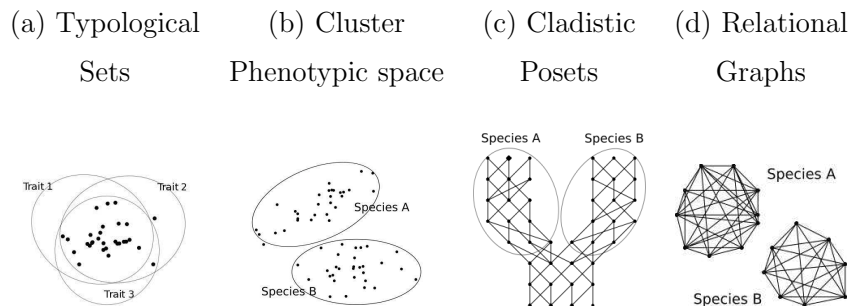 (a) Typological
Sets
(b) Cluster
Phenotypic space
(c) Cladistic
Posets
(d) Relational
Graphs
Trait 1
Trait 2
Trait 3
Species A
Species B
Species A
Species B
Species A
Species B